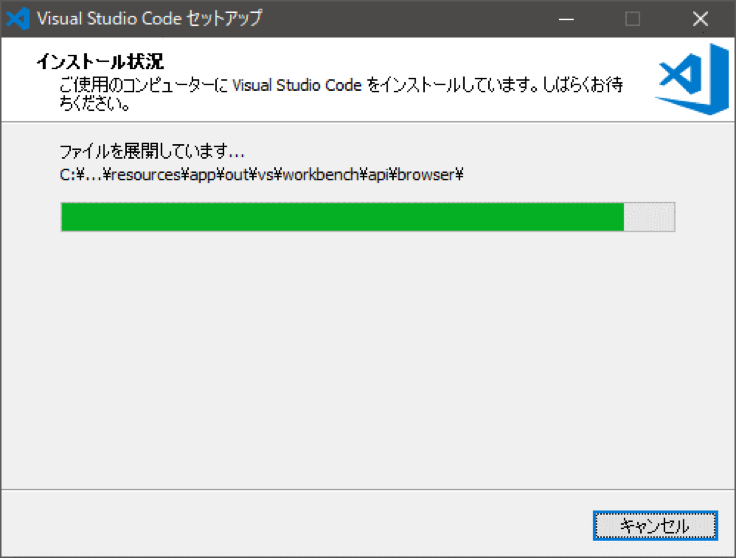 Visual Studio Code セットアップ
インストール状況
ご使用のコンピューターに Visual Studio Code をインストールしています。しばらくお待
ちください。
ファイルを展開しています...
C:¥...¥resources¥app¥out¥vs¥workbench¥api¥browser¥
キャンセル